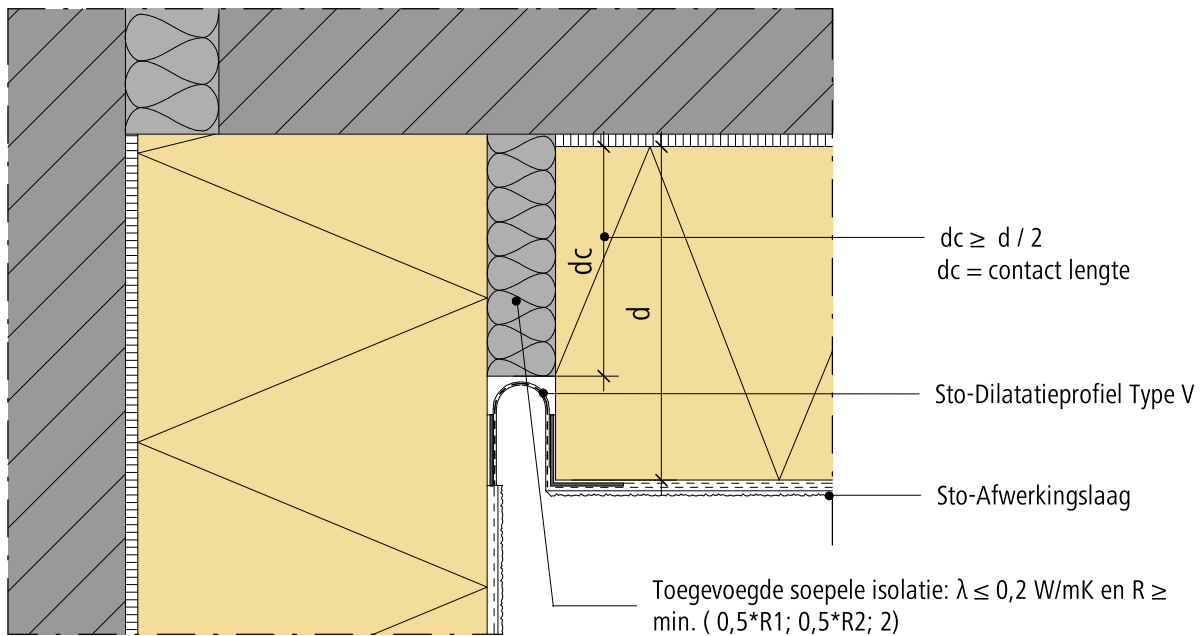 dc
d
dc ≥ d / 2
dc = contact lengte
Sto-Dilatatieprofiel Type V
Sto-Afwerkingslaag
Toegevoegde soepele isolatie: λ ≤ 0,2 W/mK en R ≥
min. ( 0,5*R1; 0,5*R2; 2)